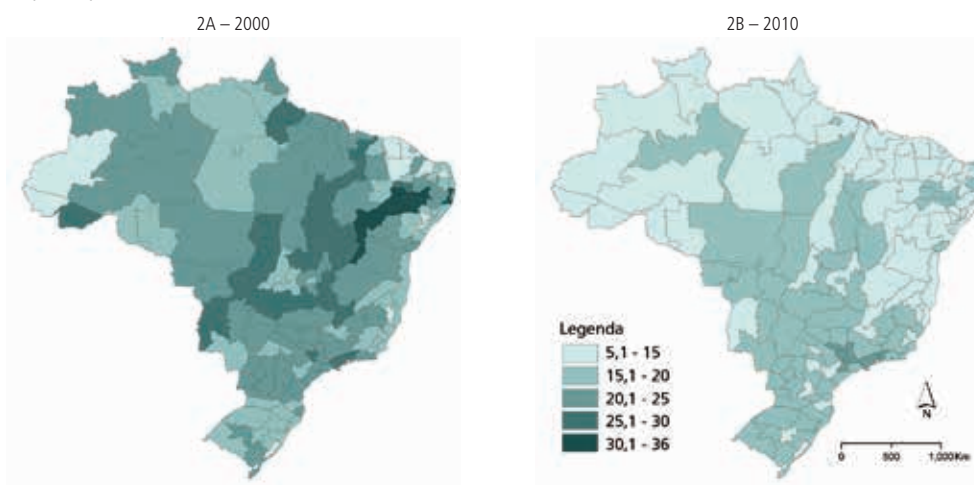 2A – 2000
2B – 2010
Legenda
5,1 - 15
15,1 - 20
20,1 - 25
25,1 - 30
30,1 - 36
N
0 500 1,000Km